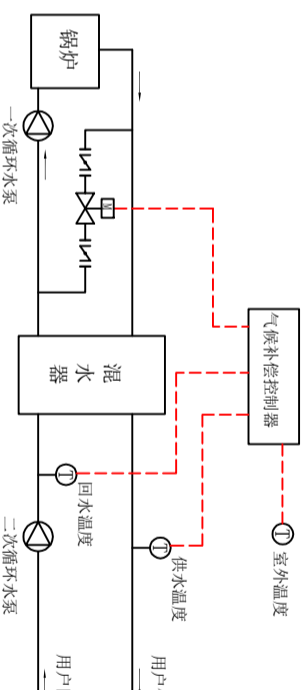 锅炉
一次循环水泵
M
气候补偿控制器
混水器
T
回水温度
T
供水温度
T
室外温度
二次循环水泵
用户
用户